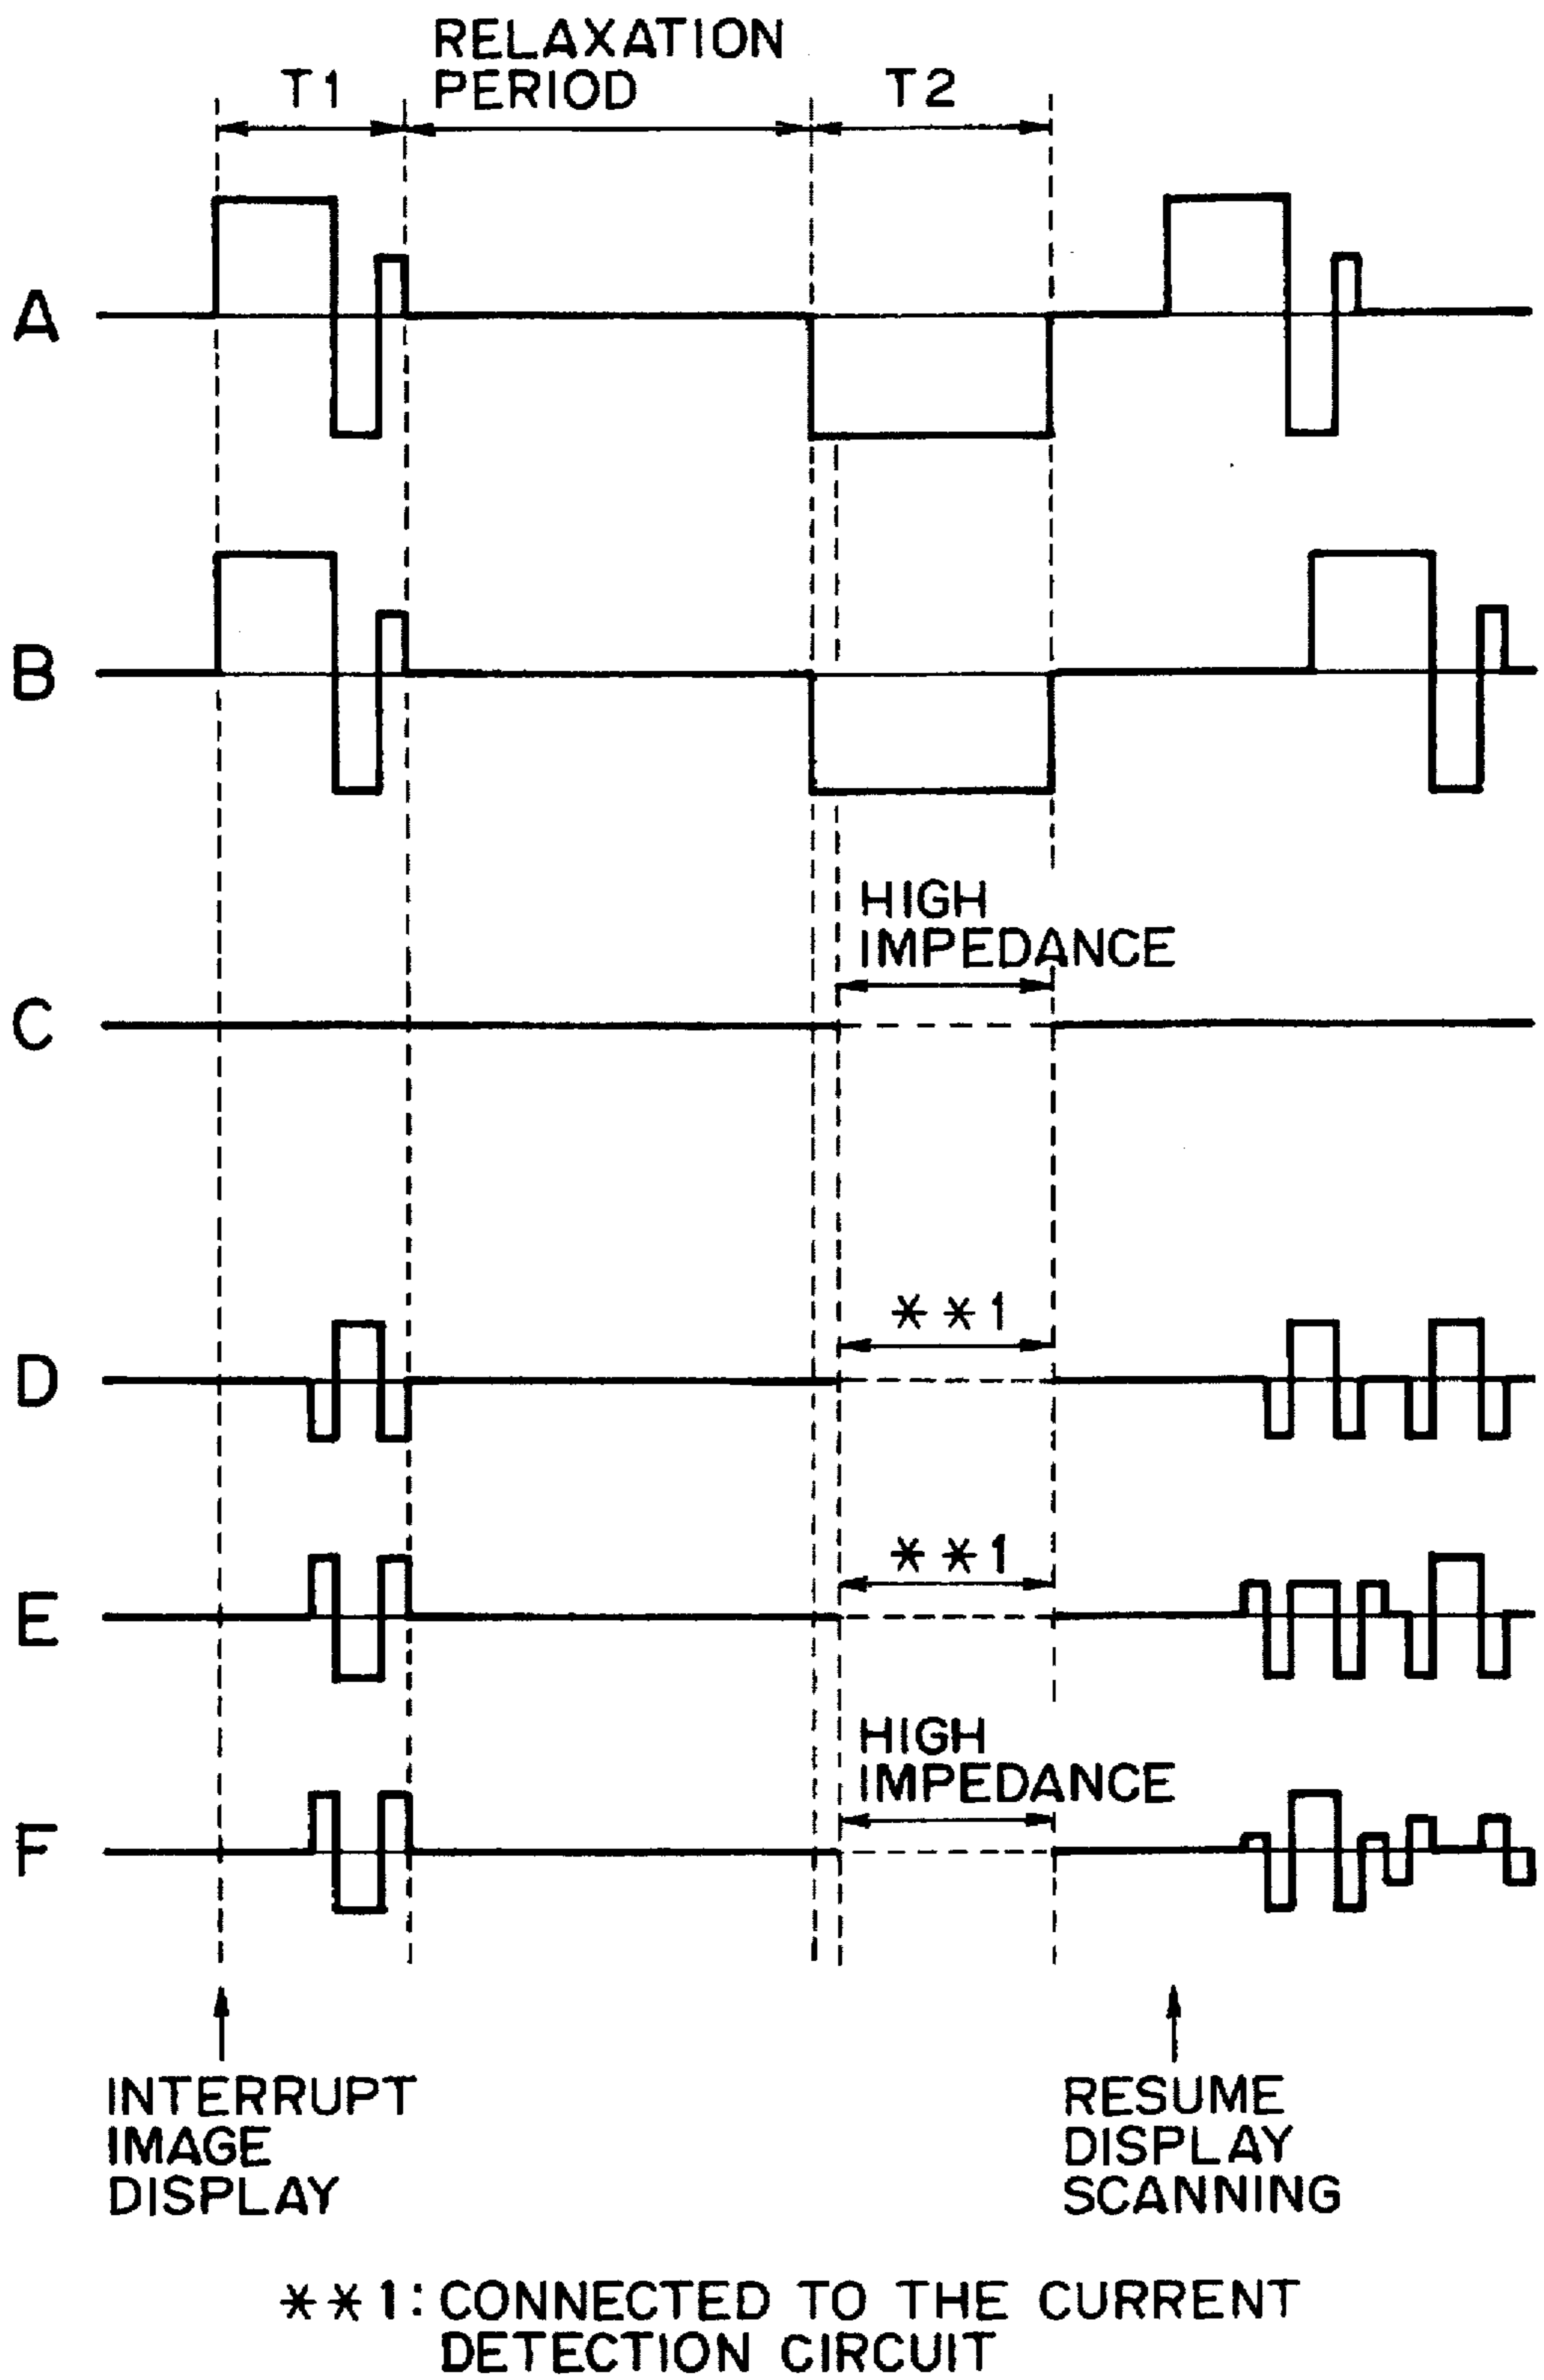 RELAXATION
PERIOD
T1
T2
A
B
HIGH
IMPEDANCE
C
**1
D
**1
E
HIGH
IMPEDANCE
F
INTERRUPT
IMAGE
DISPLAY
RESUME
DISPLAY
SCANNING
**1: CONNECTED TO THE CURRENT
DETECTION CIRCUIT